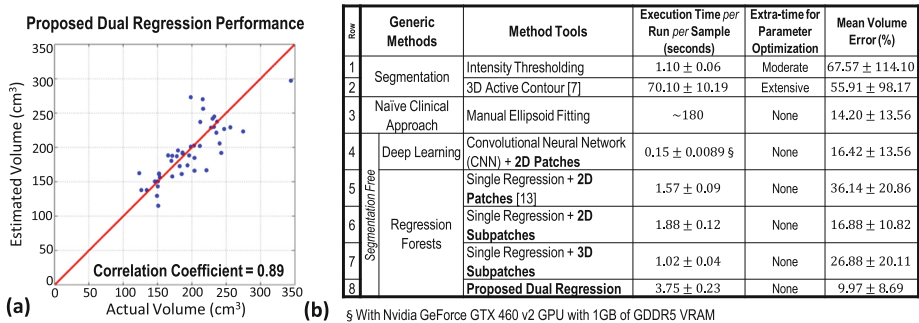 Proposed Dual Regression Performance
350
300
250
200
150
100
50
0
Estimated Volume (cm³)
Correlation Coefficient = 0.89
0 50 100 150 200 250 300 350
Actual Volume (cm³)
(a)
(b)
Row | Generic Methods | Method Tools | Execution Time per Run per Sample (seconds) | Extra-time for Parameter Optimization | Mean Volume Error (%)
1 | Segmentation | Intensity Thresholding | 1.10 ± 0.06 | Moderate | 67.57 ± 114.10
2 | 3D Active Contour [7] | 70.10 ± 10.19 | Extensive | 55.91 ± 98.17
3 | Naïve Clinical Approach | Manual Ellipsoid Fitting | ~180 | None | 14.20 ± 13.56
Segmentation Free
4 | Deep Learning | Convolutional Neural Network (CNN) + 2D Patches | 0.15 ± 0.0089 § | None | 16.42 ± 13.56
5 | Regression Forests | Single Regression + 2D Patches [13] | 1.57 ± 0.09 | None | 36.14 ± 20.86
6 | Single Regression + 2D Subpatches | 1.88 ± 0.12 | None | 16.88 ± 10.82
7 | Single Regression + 3D Subpatches | 1.02 ± 0.04 | None | 26.88 ± 20.11
8 | Proposed Dual Regression | 3.75 ± 0.23 | None | 9.97 ± 8.69
§ With Nvidia GeForce GTX 460 v2 GPU with 1GB of GDDR5 VRAM